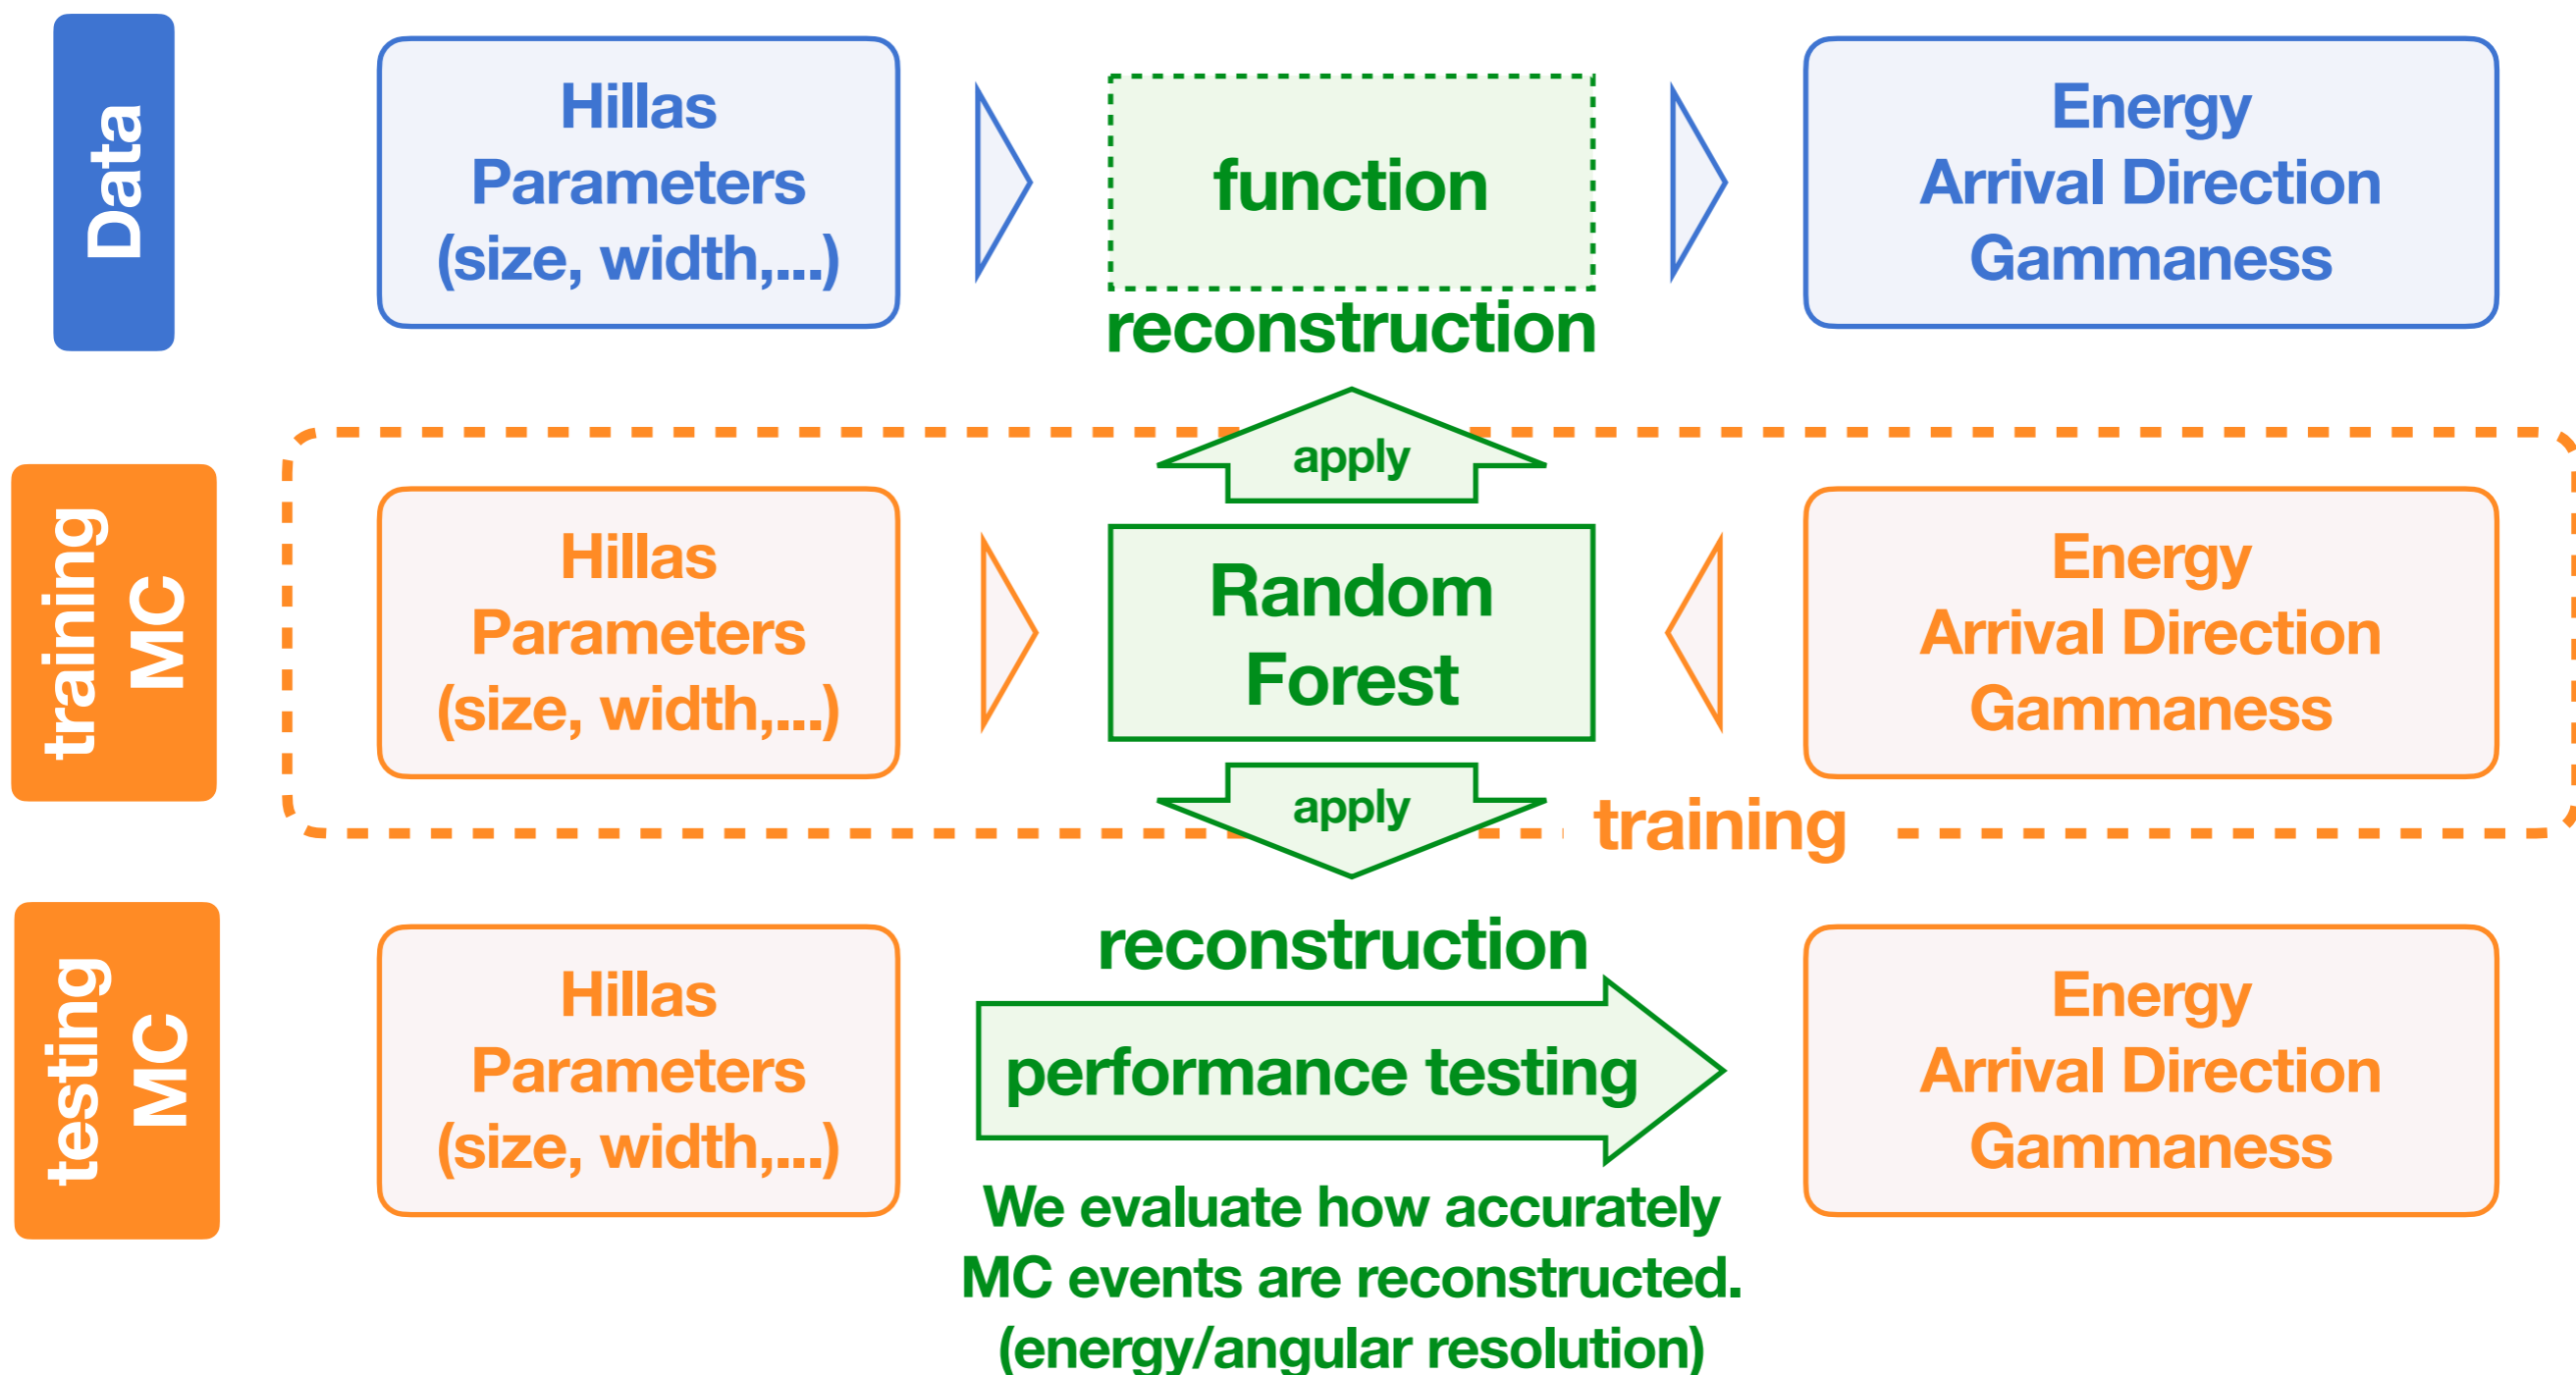 Data
Hillas
Parameters
(size, width,...)
function
reconstruction
Energy
Arrival Direction
Gammaness
apply
training
MC
Hillas
Parameters
(size, width,...)
Random
Forest
Energy
Arrival Direction
Gammaness
apply
training
testing
MC
Hillas
Parameters
(size, width,...)
reconstruction
performance testing
We evaluate how accurately
MC events are reconstructed.
(energy/angular resolution)
Energy
Arrival Direction
Gammaness